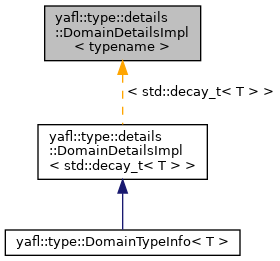 yafl::type::details
::DomainDetailsImpl
< typename >
< std::decay_t< T > >
yafl::type::details
::DomainDetailsImpl
< std::decay_t< T > >
yafl::type::DomainTypeInfo< T >